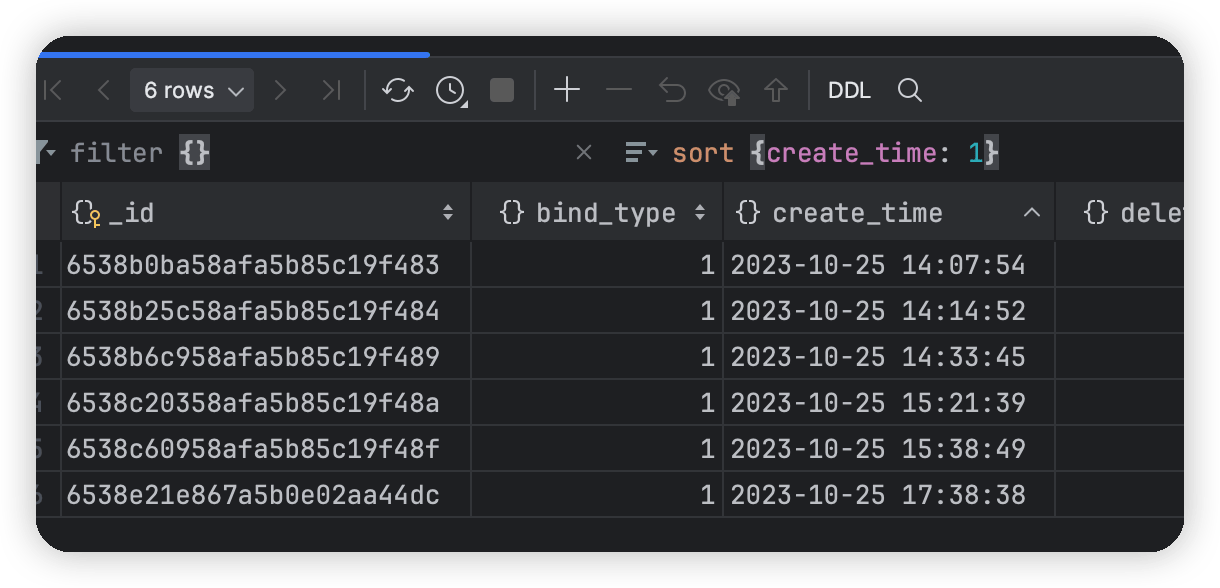 6 rows DDL
filter {} sort {create_time: 1}
_id bind_type create_time dele
1 6538b0ba58afa5b85c19f483 1 2023-10-25 14:07:54
2 6538b25c58afa5b85c19f484 1 2023-10-25 14:14:52
3 6538b6c958afa5b85c19f489 1 2023-10-25 14:33:45
4 6538c20358afa5b85c19f48a 1 2023-10-25 15:21:39
5 6538c60958afa5b85c19f48f 1 2023-10-25 15:38:49
6 6538e21e867a5b0e02aa44dc 1 2023-10-25 17:38:38